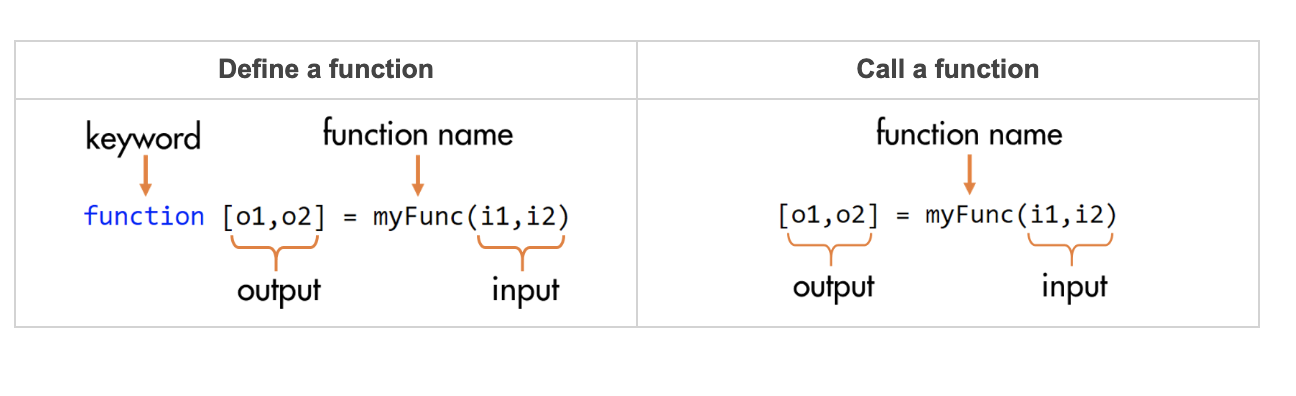 Define a function
Call a function
keyword
function name
function [o1,o2] = myFunc(i1,i2)
output
input
function name
[o1,o2] = myFunc(i1,i2)
output
input